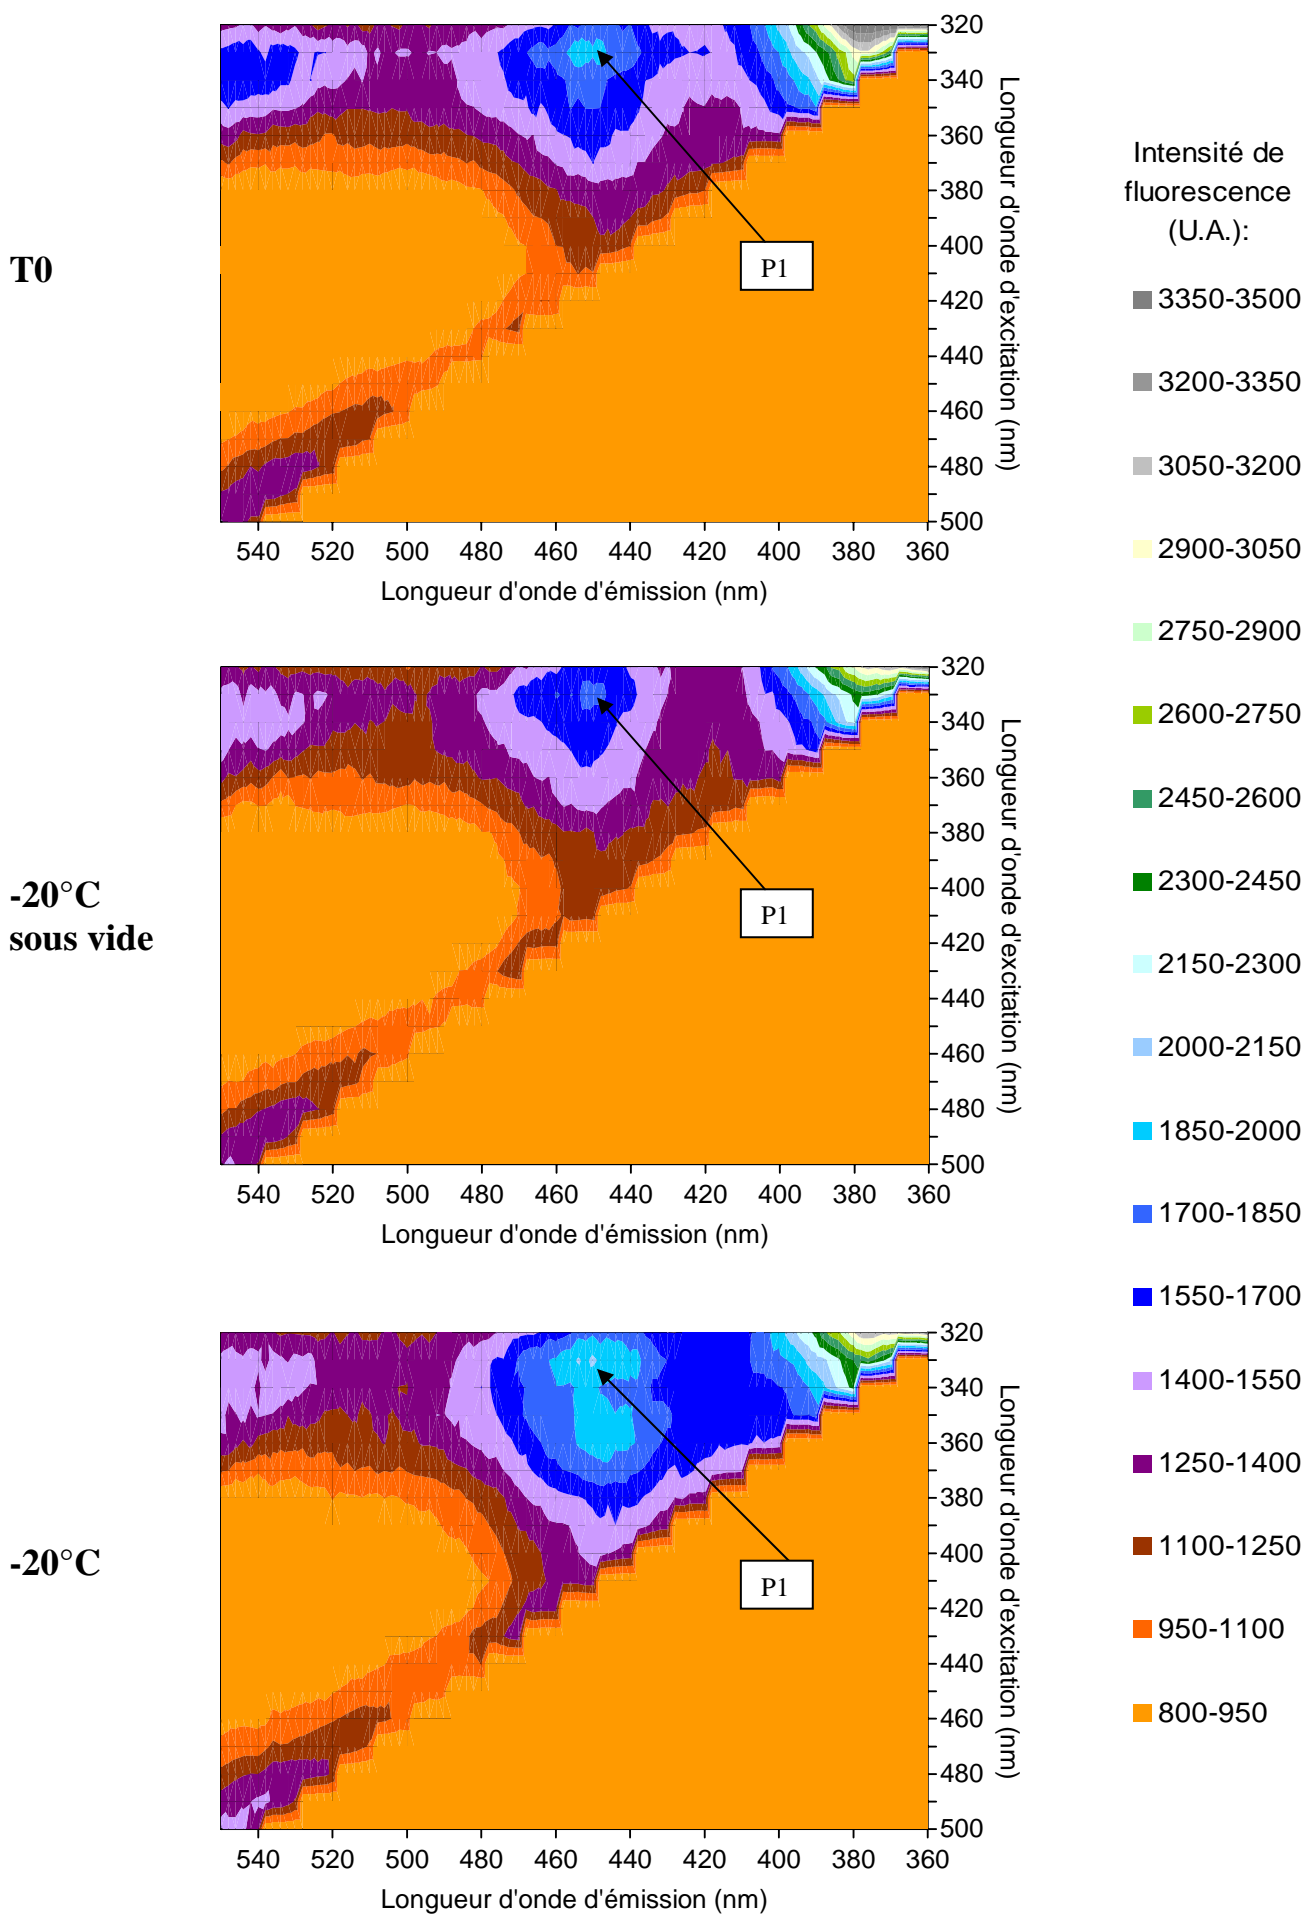 T0
320
340
360
380
400
420
440
460
480
500
Longueur d'onde d'excitation (nm)
P1
540 520 500 480 460 440 420 400 380 360
Longueur d'onde d'émission (nm)
-20°C
sous vide
320
340
360
380
400
420
440
460
480
500
Longueur d'onde d'excitation (nm)
P1
540 520 500 480 460 440 420 400 380 360
Longueur d'onde d'émission (nm)
-20°C
320
340
360
380
400
420
440
460
480
500
Longueur d'onde d'excitation (nm)
P1
540 520 500 480 460 440 420 400 380 360
Longueur d'onde d'émission (nm)
Intensité de
fluorescence
(U.A.):
3350-3500
3200-3350
3050-3200
2900-3050
2750-2900
2600-2750
2450-2600
2300-2450
2150-2300
2000-2150
1850-2000
1700-1850
1550-1700
1400-1550
1250-1400
1100-1250
950-1100
800-950